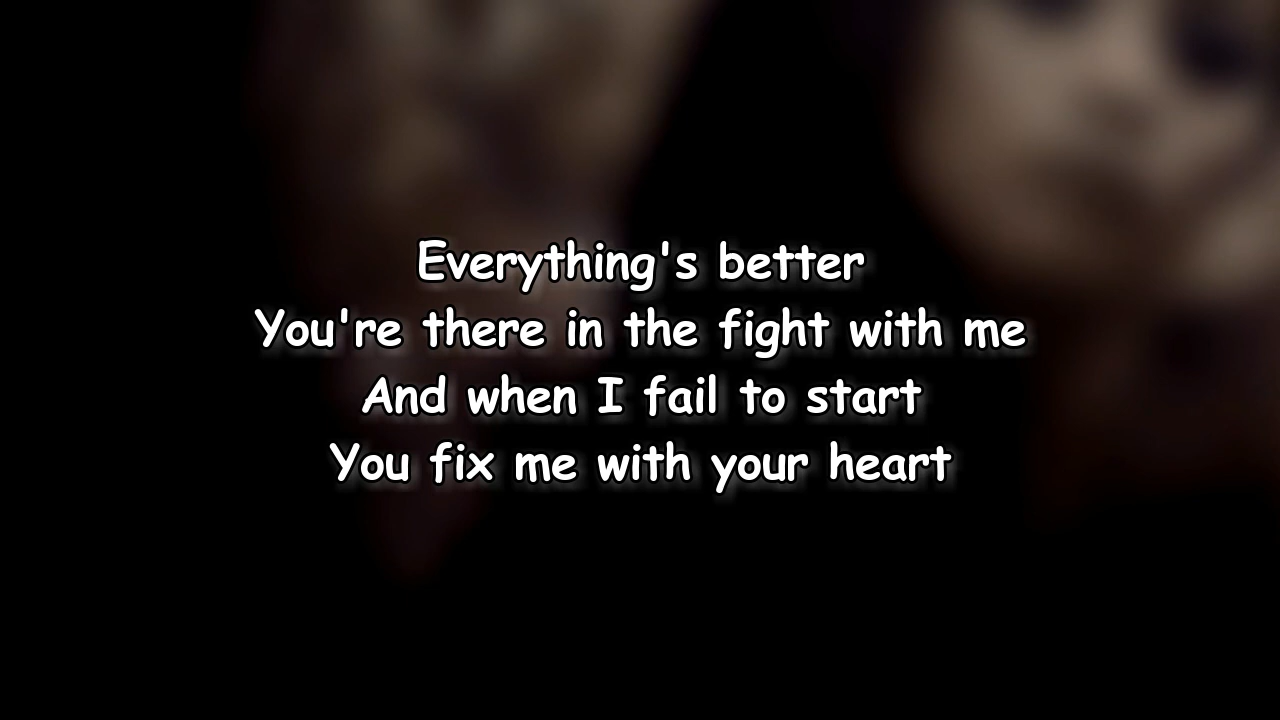 Everything's better
You're there in the fight with me
And when I fail to start
You fix me with your heart